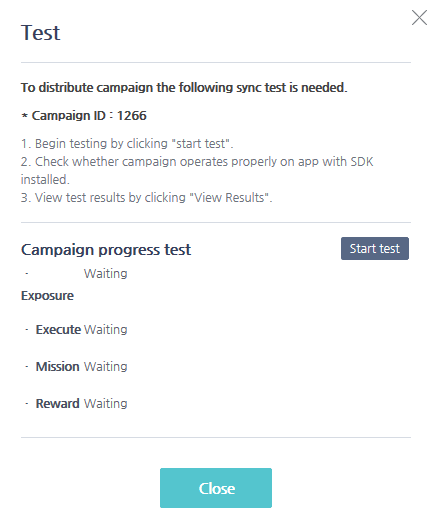 Test
To distribute campaign the following sync test is needed.
* Campaign ID : 1266
1. Begin testing by clicking "start test".
2. Check whether campaign operates properly on app with SDK
installed.
3. View test results by clicking "View Results".
Campaign progress test
Start test
- Waiting
Exposure
- Execute Waiting
- Mission Waiting
- Reward Waiting
Close